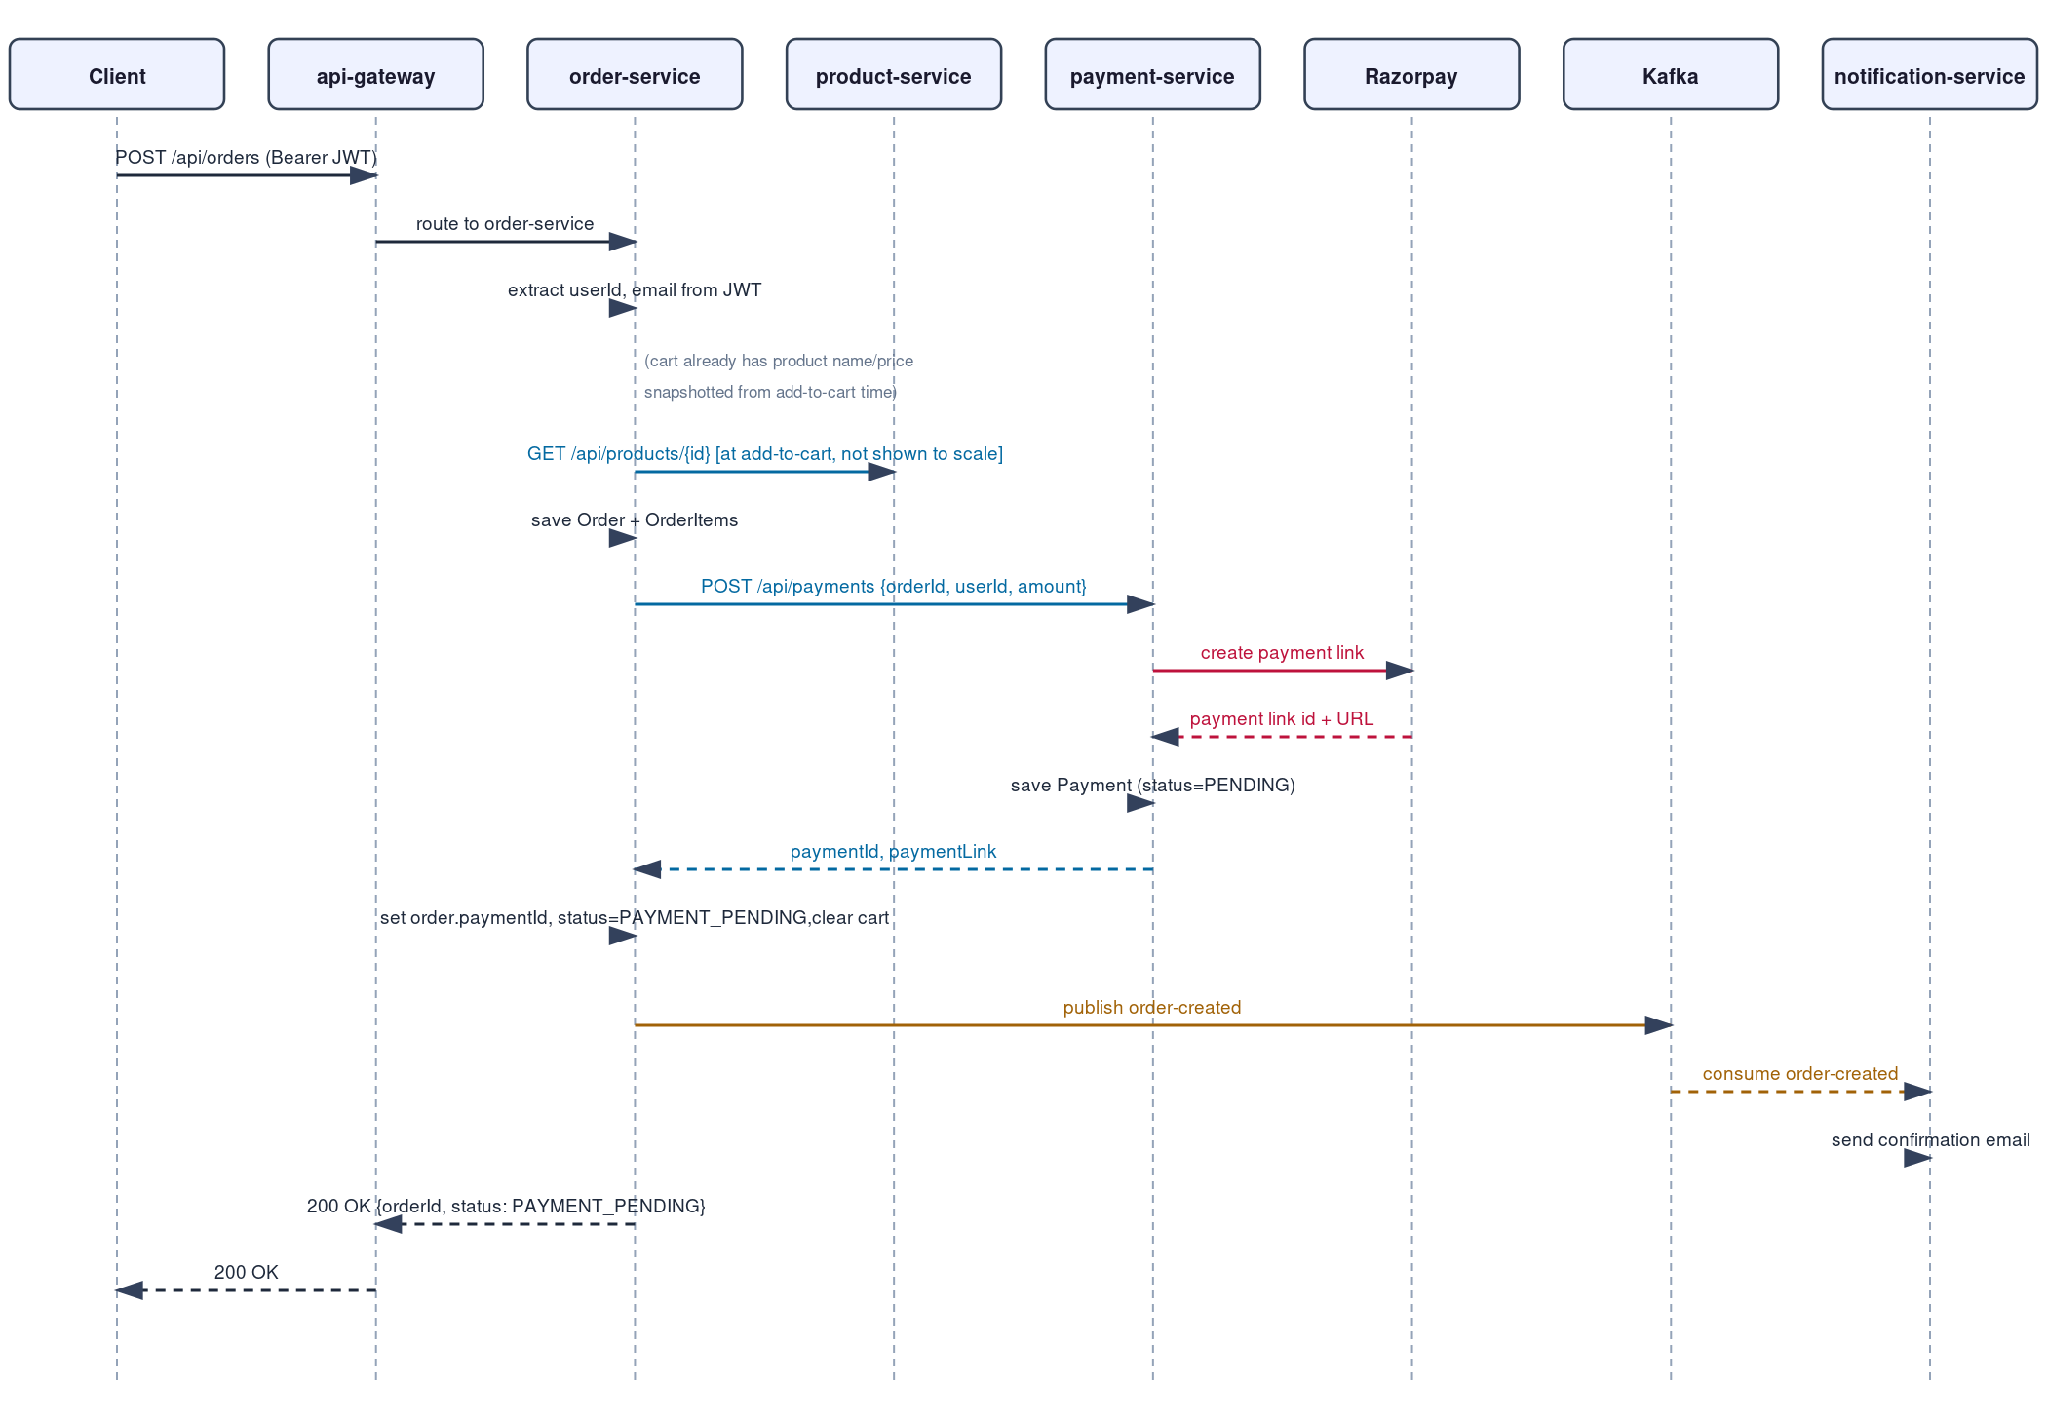 Client
api-gateway
order-service
product-service
payment-service
Razorpay
Kafka
notification-service
POST /api/orders (Bearer JWT)
route to order-service
extract userId, email from JWT
(cart already has product name/price
snapshotted from add-to-cart time)
GET /api/products/{id} [at add-to-cart, not shown to scale]
save Order + OrderItems
POST /api/payments {orderId, userId, amount}
create payment link
payment link id + URL
save Payment (status=PENDING)
paymentId, paymentLink
set order.paymentId, status=PAYMENT_PENDING,clear cart
publish order-created
consume order-created
send confirmation email
200 OK {orderId, status: PAYMENT_PENDING}
200 OK